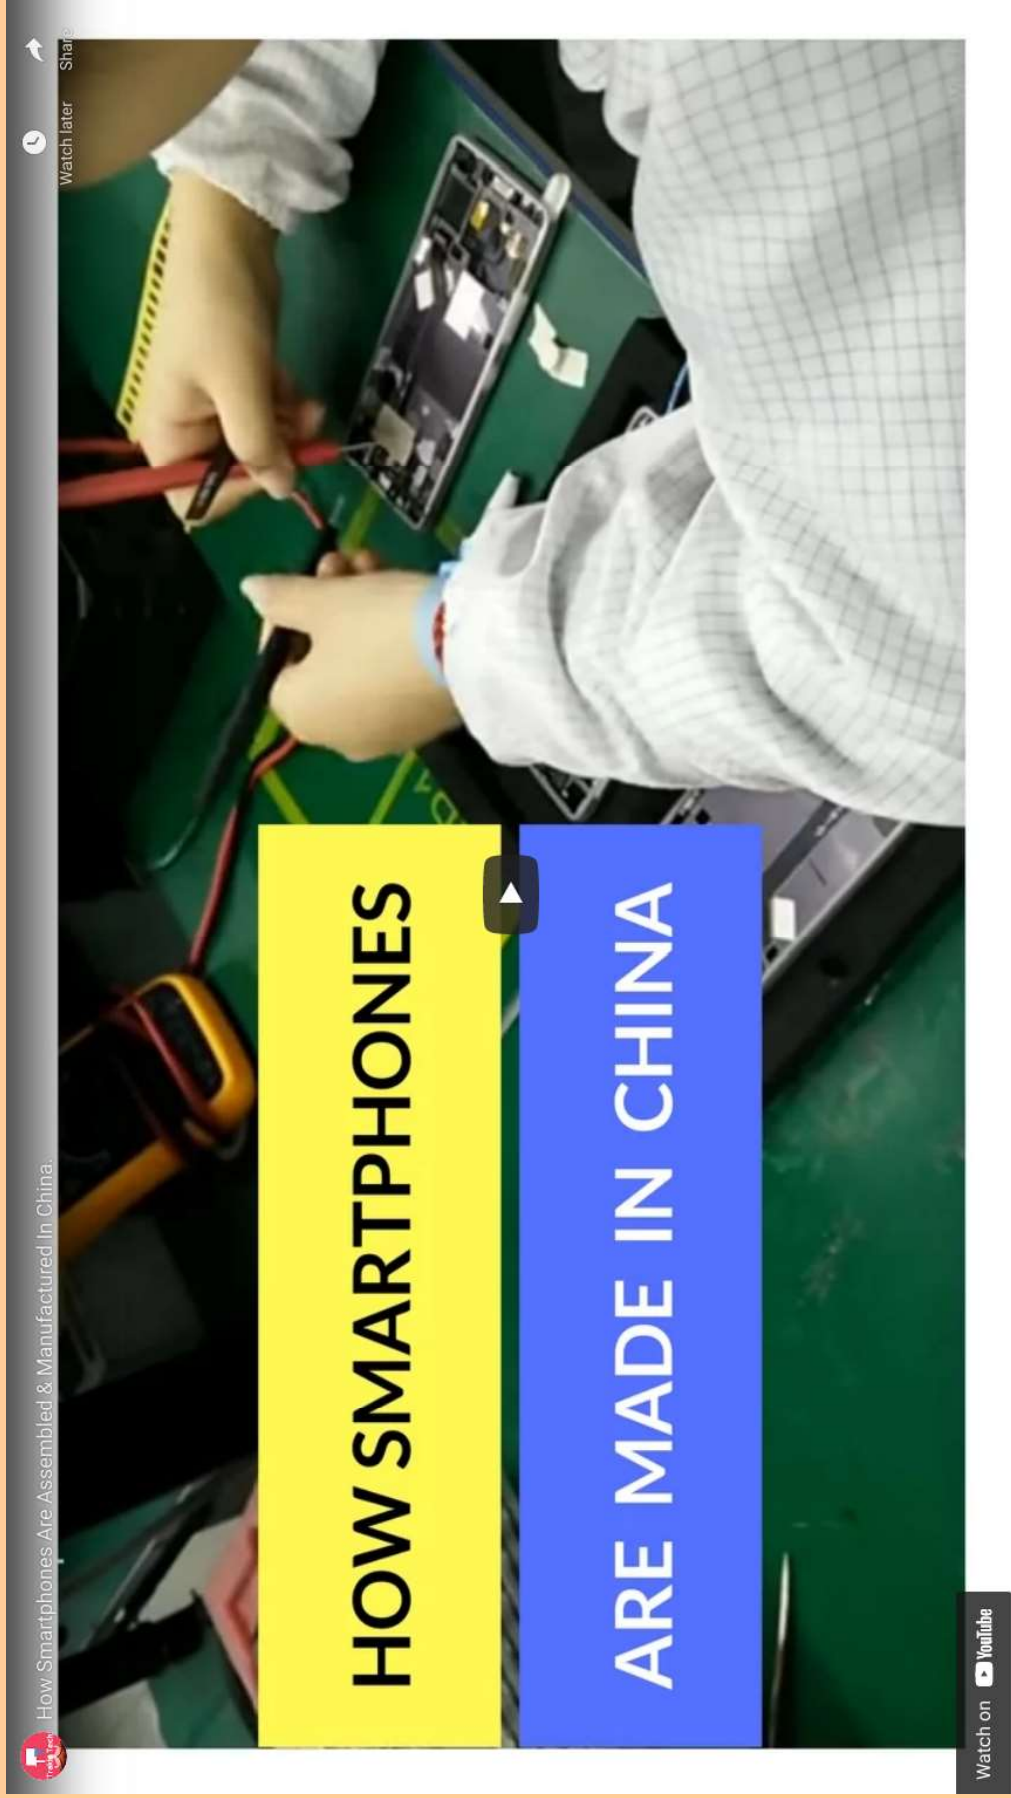 How Smartphones Are Assembled & Manufactured In China.
Watch later
Share
HOW SMARTPHONES
ARE MADE IN CHINA
Watch on YouTube